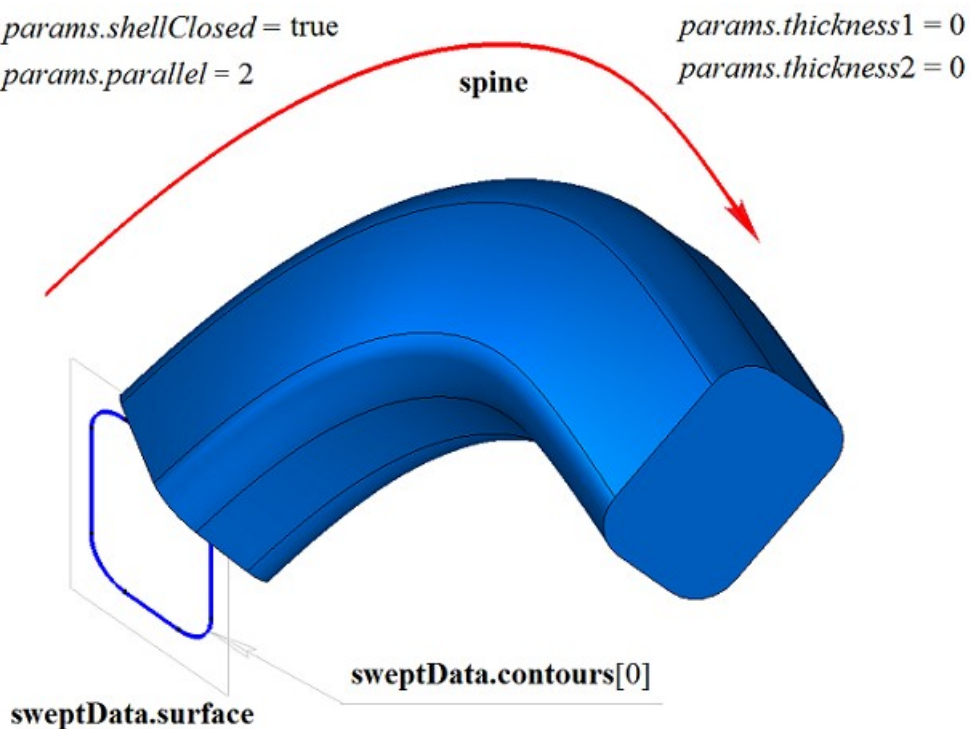 params.shellClosed = true
params.parallel = 2
params.thickness1 = 0
params.thickness2 = 0
spine
sweptData.contours[0]
sweptData.surface